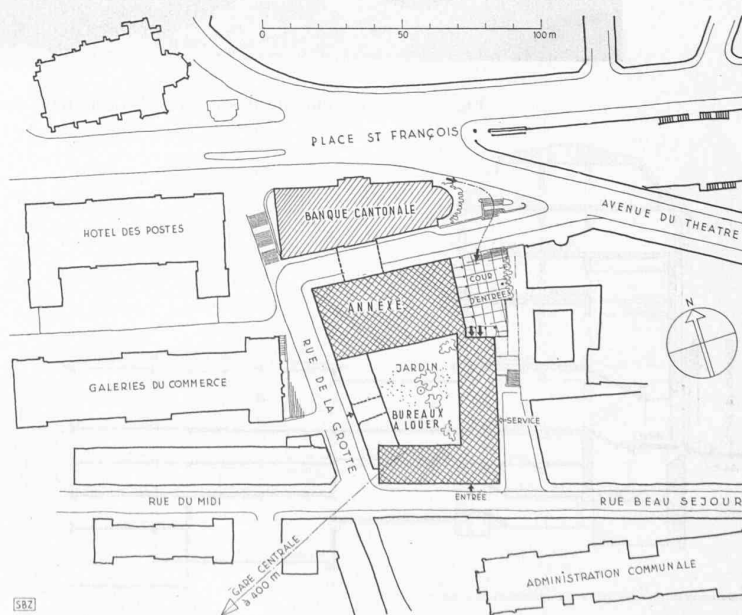 0 50 100 m
PLACE ST FRANÇOIS
BANQUE CANTONALE
HOTEL DES POSTES
AVENUE DU THEATRE
COUR
D'ENTRÉES
ANNEXE
N
RUE DE LA GROTTE
JARDIN
GALERIES DU COMMERCE
BUREAUX
A LOUER
SERVICE
ENTRÉE
RUE DU MIDI
RUE BEAU SEJOUR
GARE CENTRALE
à 400 m
ADMINISTRATION COMMUNALE
SBZ